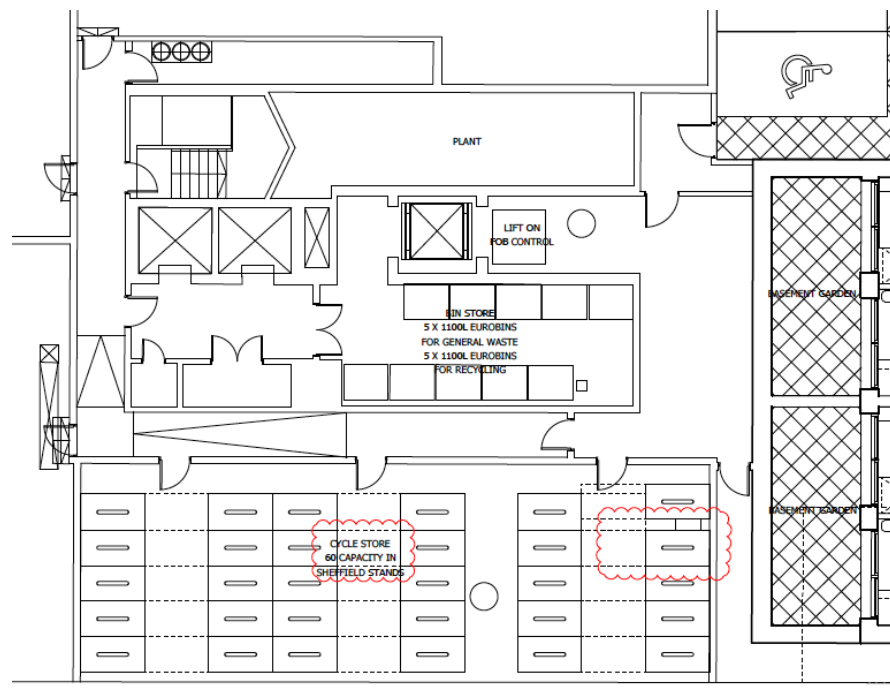 PLANT
LIFT ON
FOB CONTROL
BASEMENT GARDEN
BIN STORE
5 X 1100L EUROBINS
FOR GENERAL WASTE
5 X 1100L EUROBINS
FOR RECYCLING
BASEMENT GARDEN
CYCLE STORE
60 CAPACITY IN
SHEFFIELD STANDS